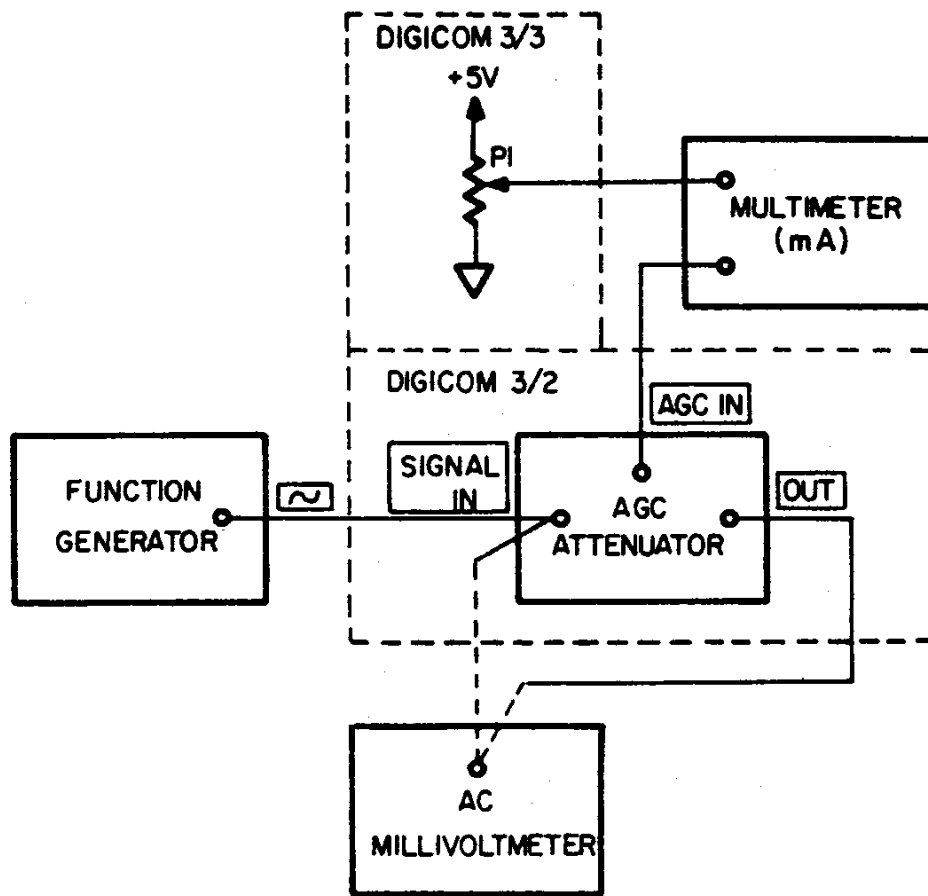 DIGICOM 3/3
+5V
P1
MULTIMETER
(mA)
DIGICOM 3/2
AGC IN
FUNCTION
GENERATOR
~
SIGNAL
IN
AGC
ATTENUATOR
OUT
AC
MILLIVOLTMETER